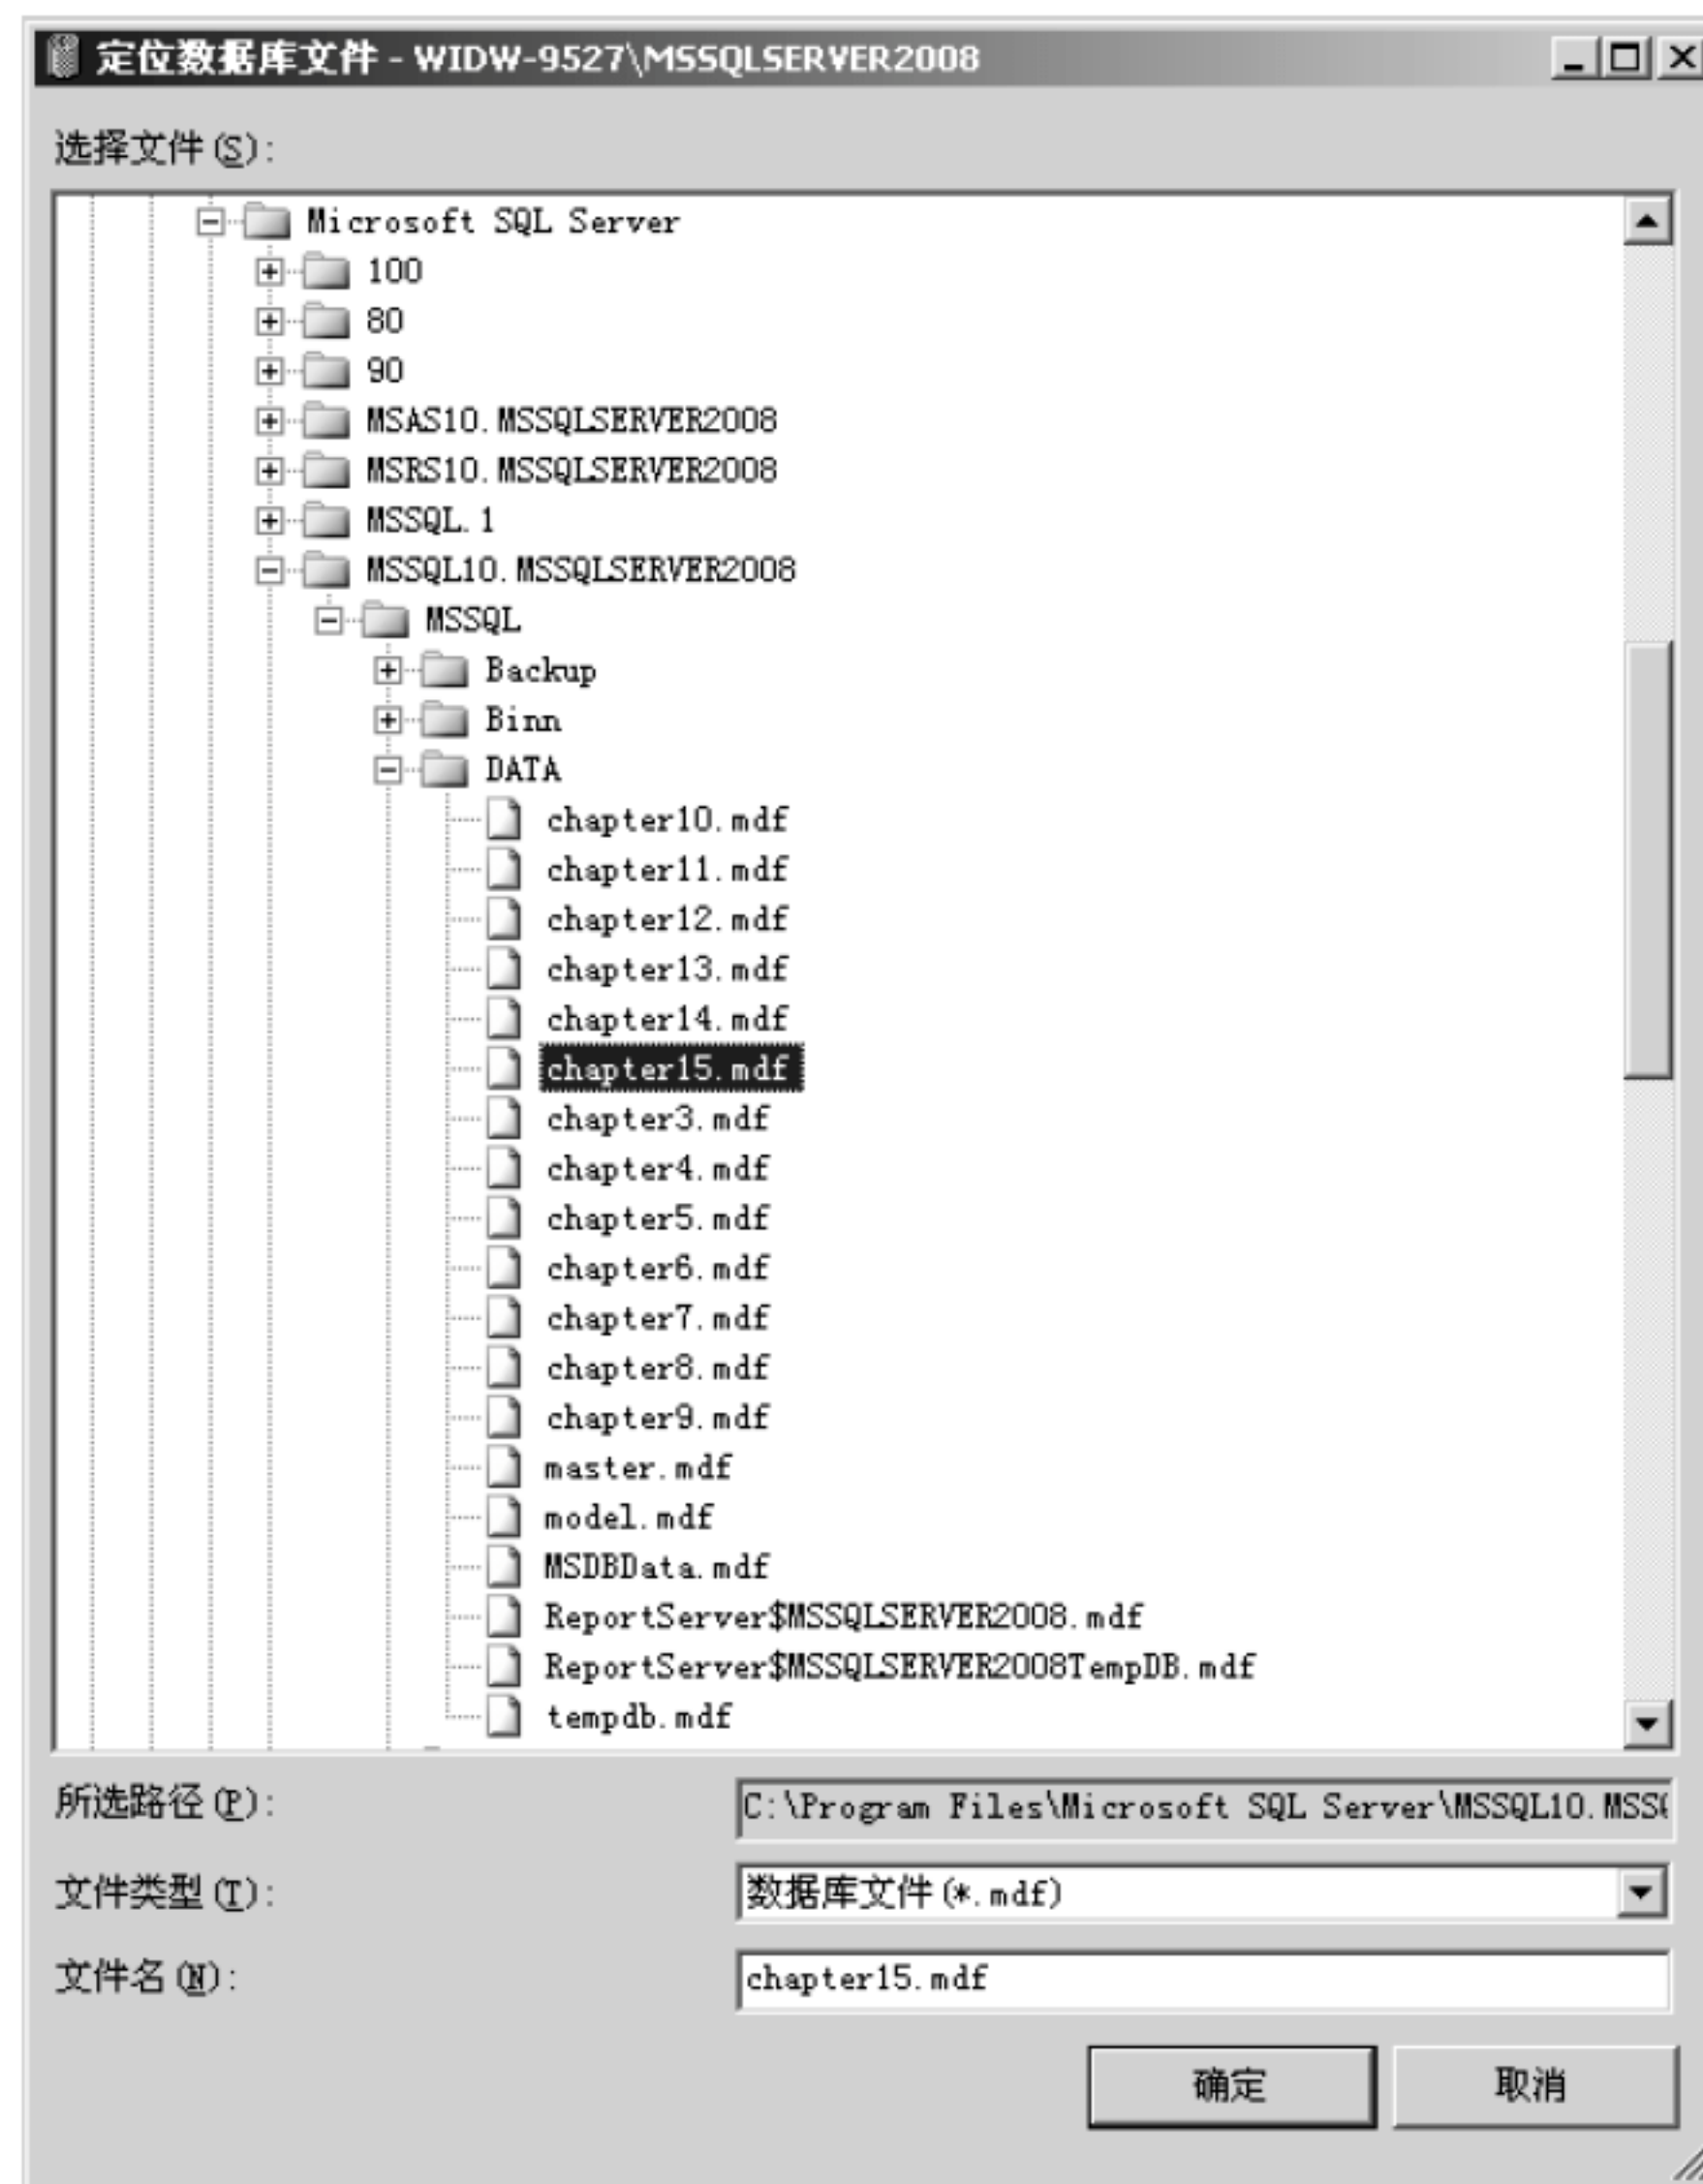 定位数据库文件 - WIDW-9527\MSSQLSERVER2008
选择文件(S):
Microsoft SQL Server
100
80
90
MSAS10.MSSQLSERVER2008
MSRS10.MSSQLSERVER2008
MSSQL.1
MSSQL10.MSSQLSERVER2008
MSSQL
Backup
Binn
DATA
chapter10.mdf
chapter11.mdf
chapter12.mdf
chapter13.mdf
chapter14.mdf
chapter15.mdf
chapter3.mdf
chapter4.mdf
chapter5.mdf
chapter6.mdf
chapter7.mdf
chapter8.mdf
chapter9.mdf
master.mdf
model.mdf
MSDBData.mdf
ReportServer$MSSQLSERVER2008.mdf
ReportServer$MSSQLSERVER2008TempDB.mdf
tempdb.mdf
所选路径(P): C:\Program Files\Microsoft SQL Server\MSSQL10.MSS
文件类型(T): 数据库文件(*.mdf)
文件名(N): chapter15.mdf
确定 取消